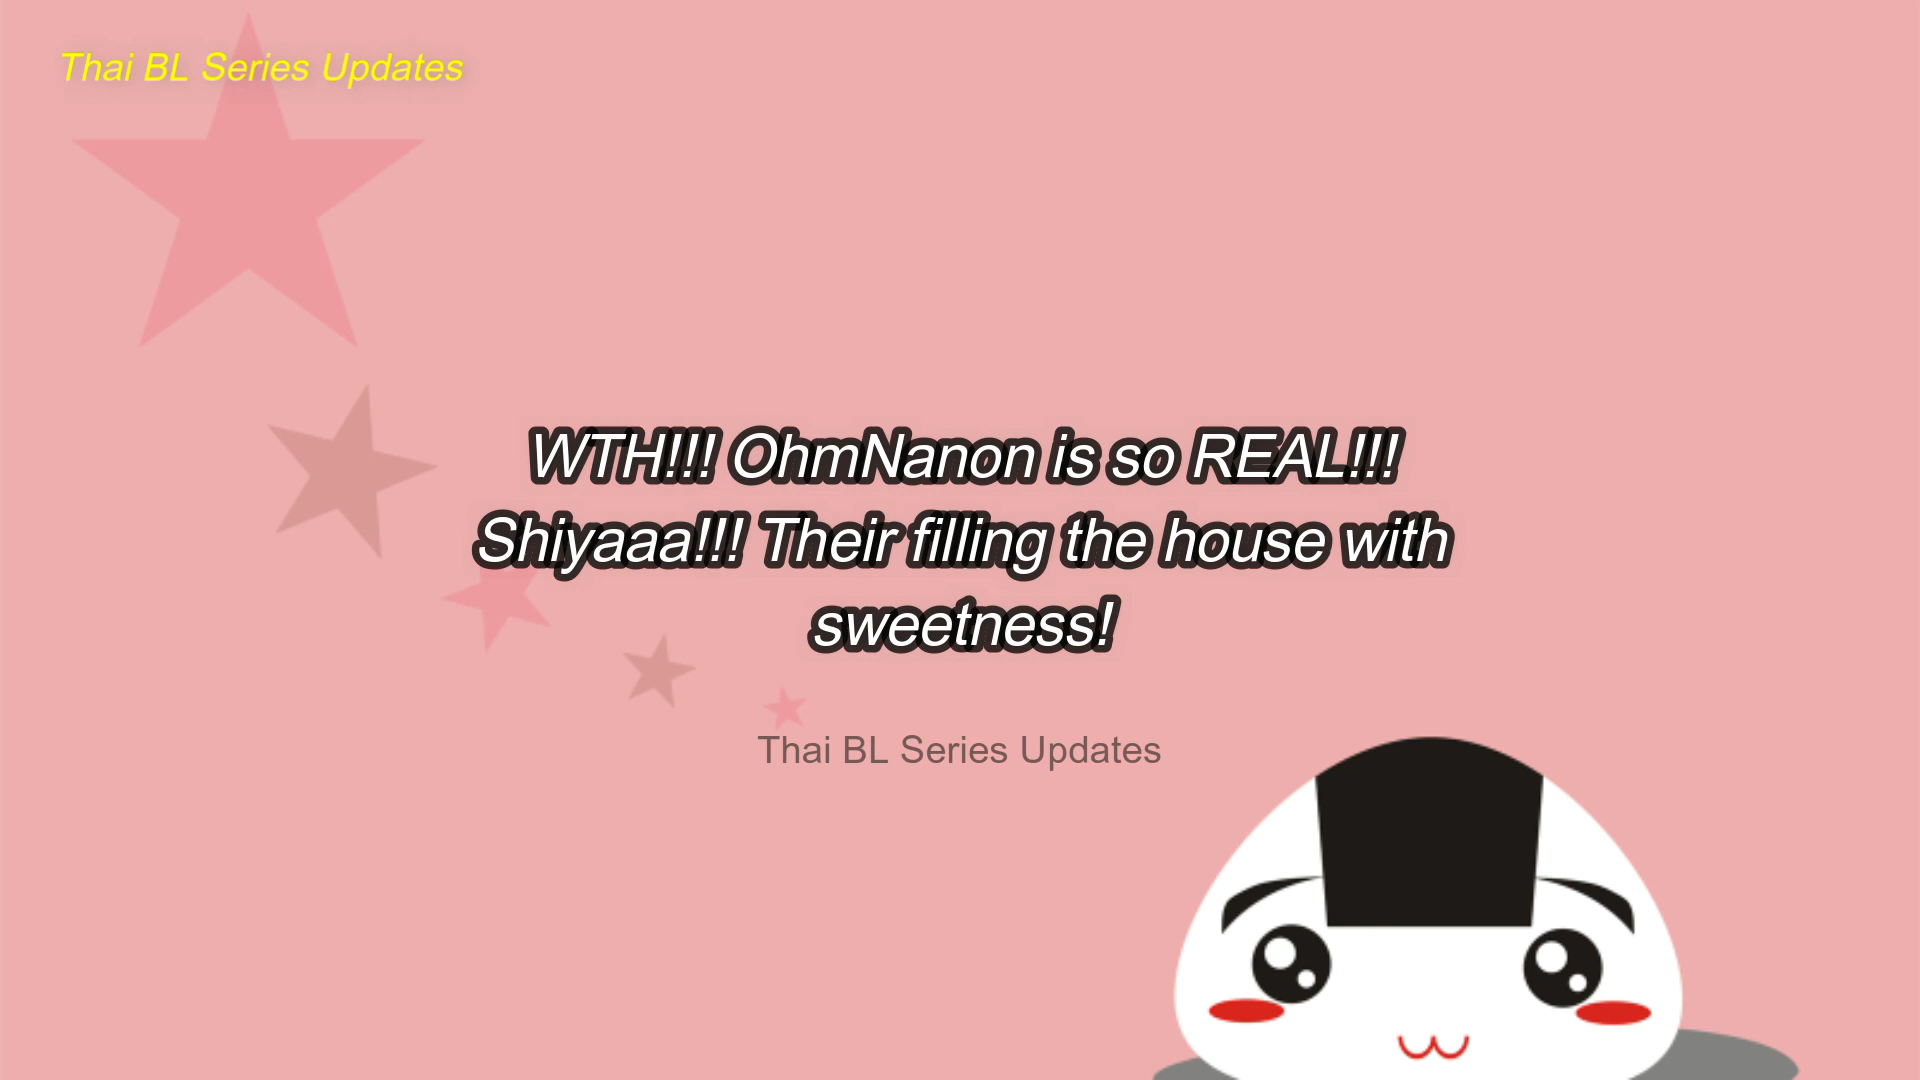 Thai BL Series Updates
WTH!!! OhmNanon is so REAL!!!
Shiyaaa!!! Their filling the house with
sweetness!
Thai BL Series Updates